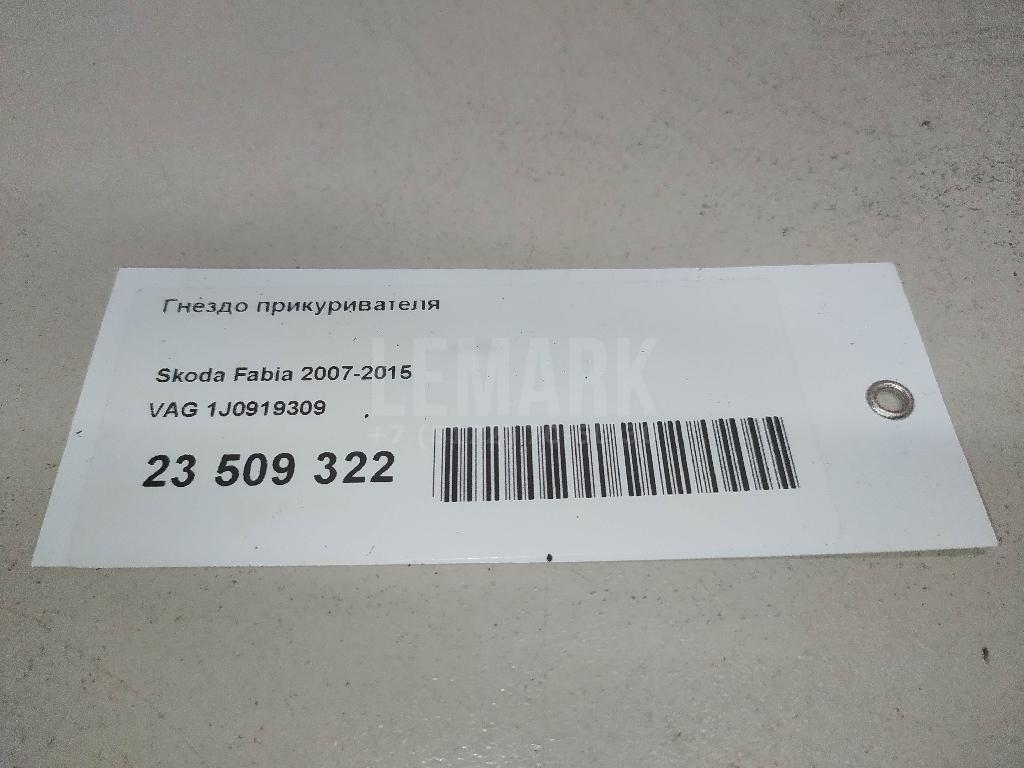 Гнездо прикуривателя
Skoda Fabia 2007-2015
VAG 1J0919309
23 509 322
LEMARK